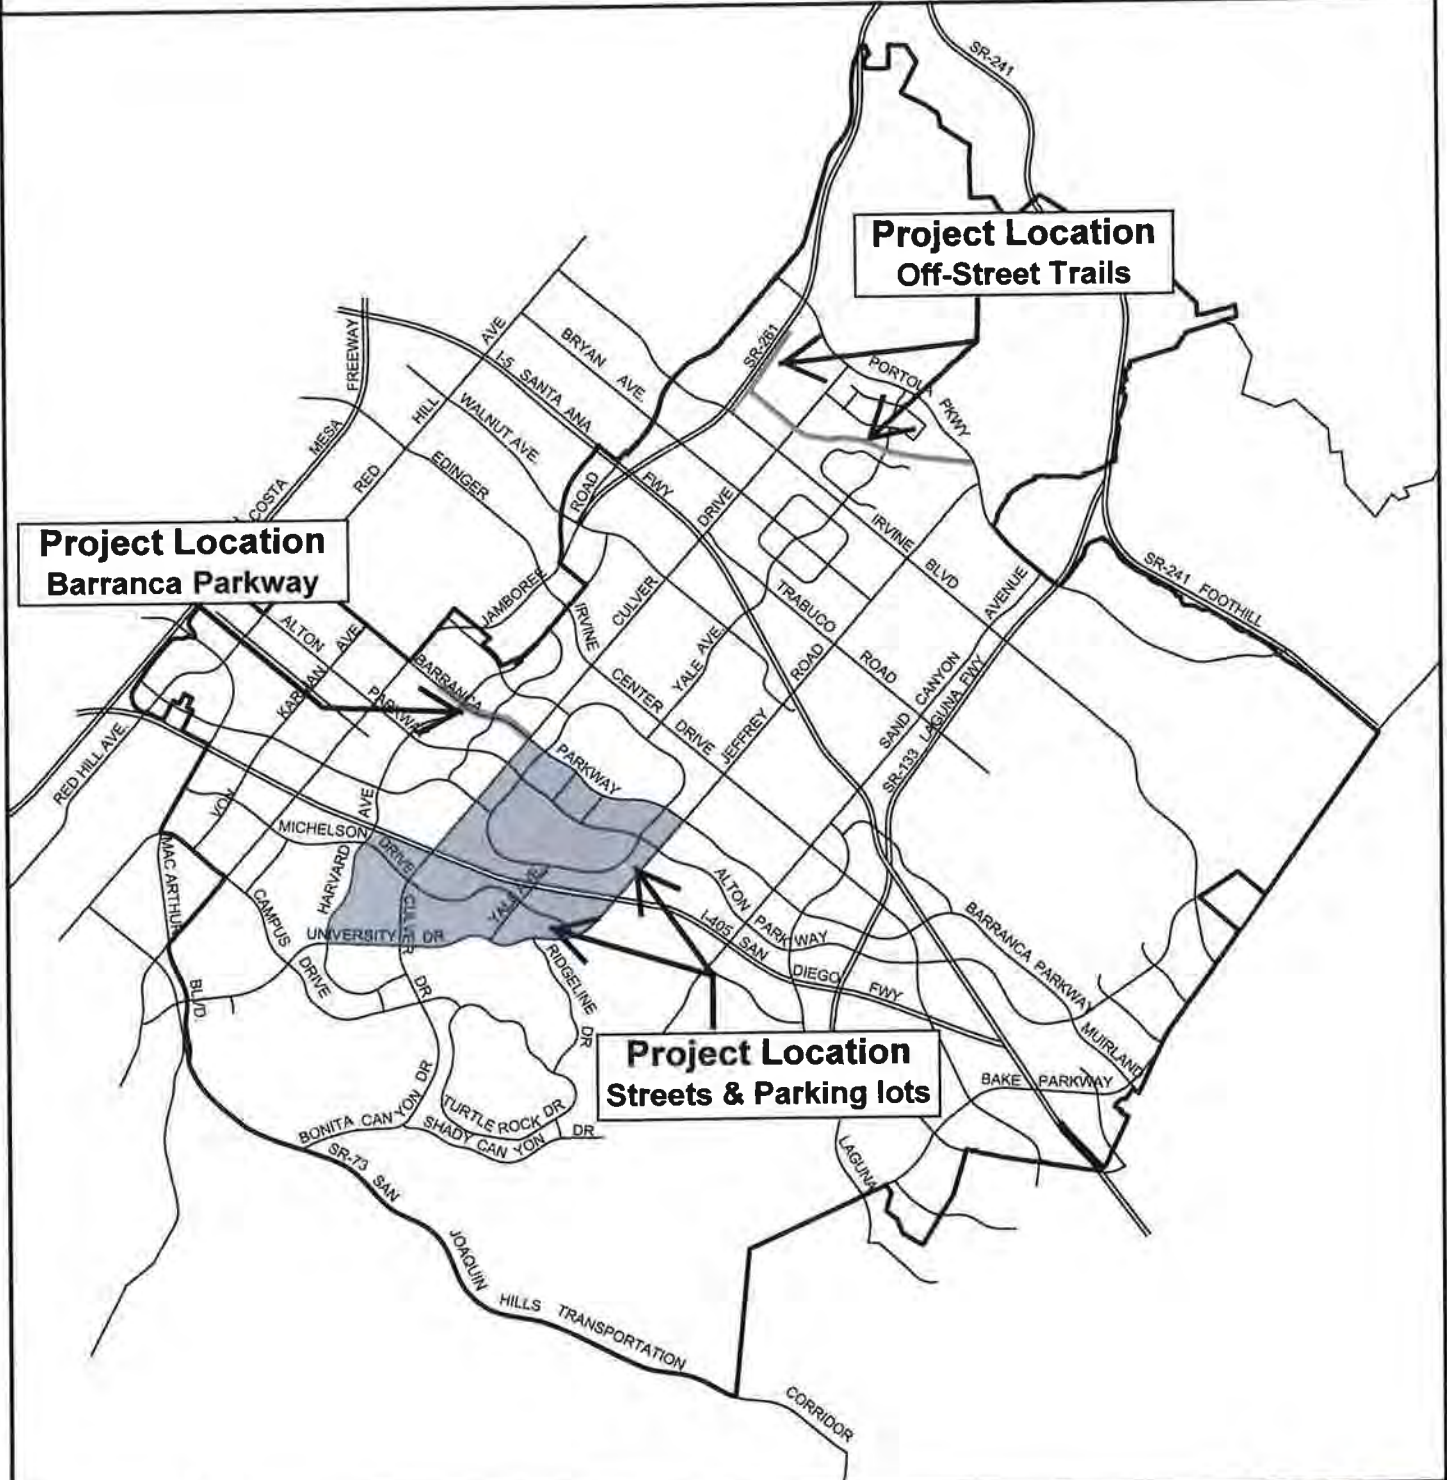 SR-241
Project Location
Off-Street Trails
SR-261
PORTOLA PKWY
BRYAN AVE.
I-5 SANTA ANA FWY
WALNUT AVE.
EDINGER
RED HILL AVE
COSTA MESA FREEWAY
JAMBOREE ROAD
Project Location
Barranca Parkway
CULVER DRIVE
IRVINE BLVD
TRABUCO ROAD
SAND CANYON AVENUE
SR-133 LAGUNA FWY
SR-241 FOOTHILL
IRVINE CENTER DRIVE
YALE AVE.
JEFFREY ROAD
ALTON PARKWAY
VON KARMAN AVE.
BARRANCA PARKWAY
RED HILL AVE.
MICHELSON DRIVE
HARVARD AVE
MAC ARTHUR BLVD.
CAMPUS DRIVE
UNIVERSITY DR
CULVER DR
YALE AVE.
RIDGELINE DR
I-405 SAN DIEGO FWY
ALTON PARKWAY
BARRANCA PARKWAY
MUIRLAND
BAKE PARKWAY
Project Location
Streets & Parking lots
TURTLE ROCK DR
BONITA CANYON DR
SHADY CANYON DR
LAGUNA
SR-73 SAN JOAQUIN HILLS TRANSPORTATION CORRIDOR